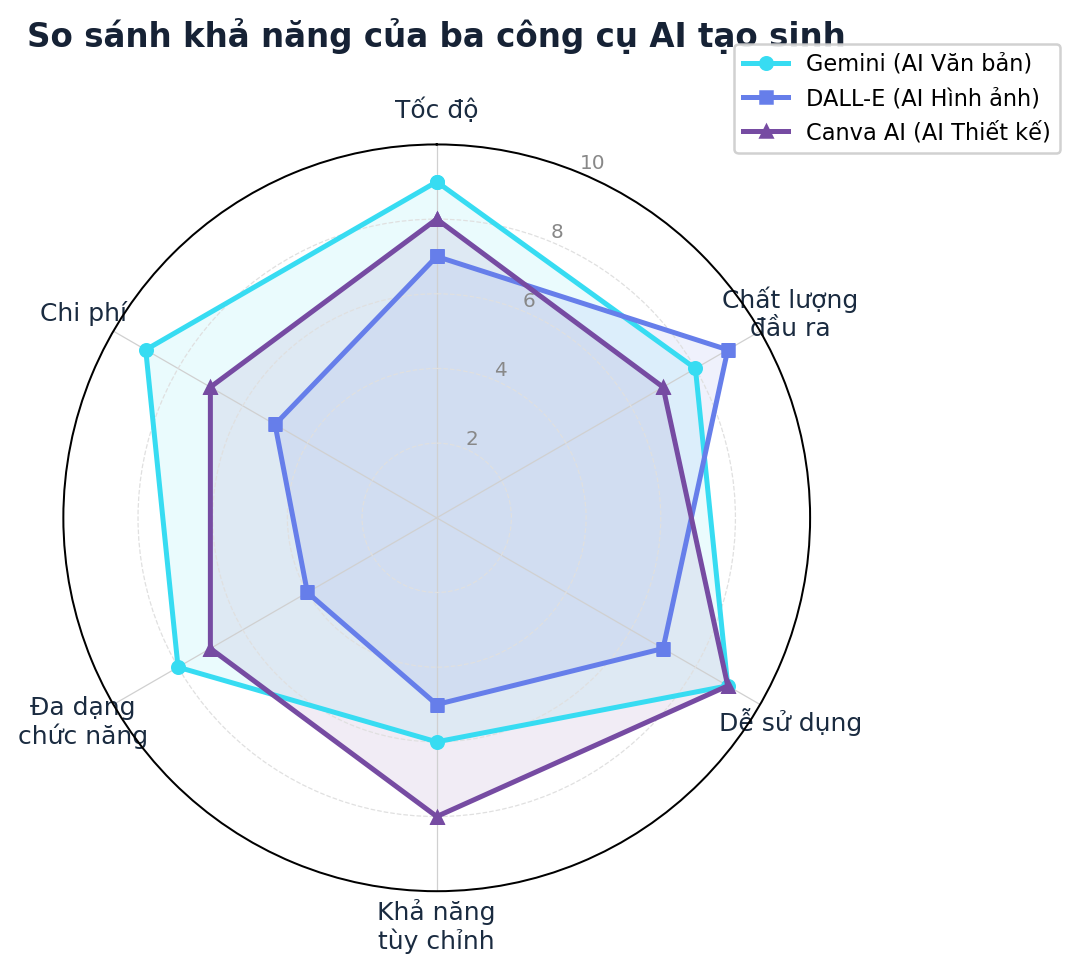 So sánh khả năng của ba công cụ AI tạo sinh
Gemini (AI Văn bản)
DALL-E (AI Hình ảnh)
Canva AI (AI Thiết kế)
Tốc độ
10
8
6
4
2
Chất lượng
đầu ra
Chi phí
Đa dạng
chức năng
Dễ sử dụng
Khả năng
tùy chỉnh